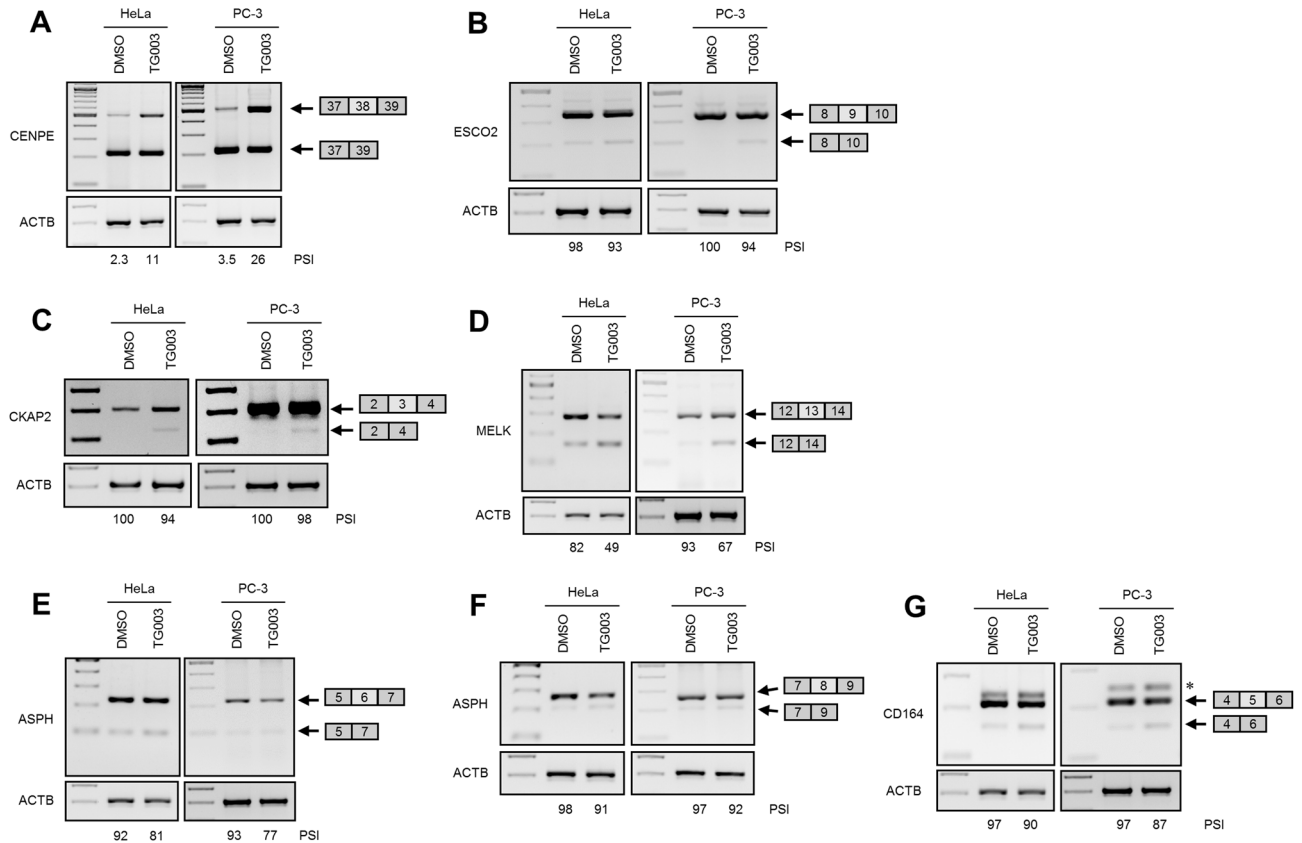 A
HeLa PC-3
DMSO TG003 DMSO TG003
CENPE
37 38 39
37 39
ACTB
2.3 11 3.5 26 PSI
B
HeLa PC-3
DMSO TG003 DMSO TG003
ESCO2
8 9 10
8 10
ACTB
98 93 100 94 PSI
C
HeLa PC-3
DMSO TG003 DMSO TG003
CKAP2
2 3 4
2 4
ACTB
100 94 100 98 PSI
D
HeLa PC-3
DMSO TG003 DMSO TG003
MELK
12 13 14
12 14
ACTB
82 49 93 67 PSI
E
HeLa PC-3
DMSO TG003 DMSO TG003
ASPH
5 6 7
5 7
ACTB
92 81 93 77 PSI
F
HeLa PC-3
DMSO TG003 DMSO TG003
ASPH
7 8 9
7 9
ACTB
98 91 97 92 PSI
G
HeLa PC-3
DMSO TG003 DMSO TG003
*
CD164
4 5 6
4 6
ACTB
97 90 97 87 PSI